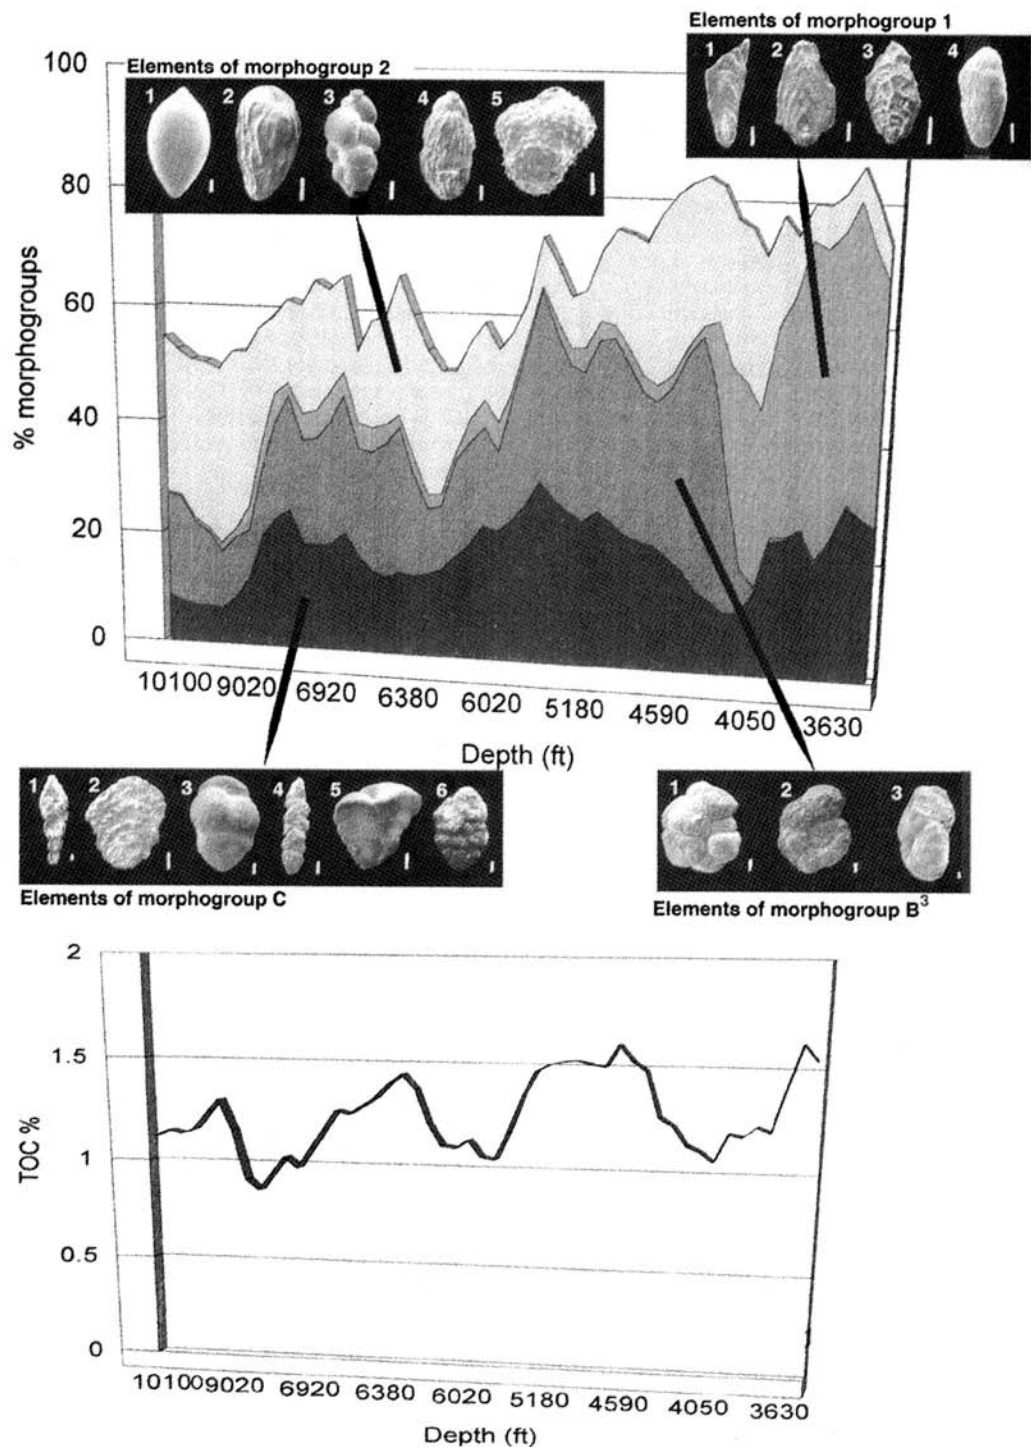 Elements of morphogroup 1
1 2 3 4
Elements of morphogroup 2
1 2 3 4 5
100
80
60
40
20
0
% morphogroups
10100 9020 6920 6380 6020 5180 4590 4050 3630
Depth (ft)
1 2 3 4 5 6
Elements of morphogroup C
1 2 3
Elements of morphogroup B³
2
1.5
1
0.5
0
TOC %
10100 9020 6920 6380 6020 5180 4590 4050 3630
Depth (ft)